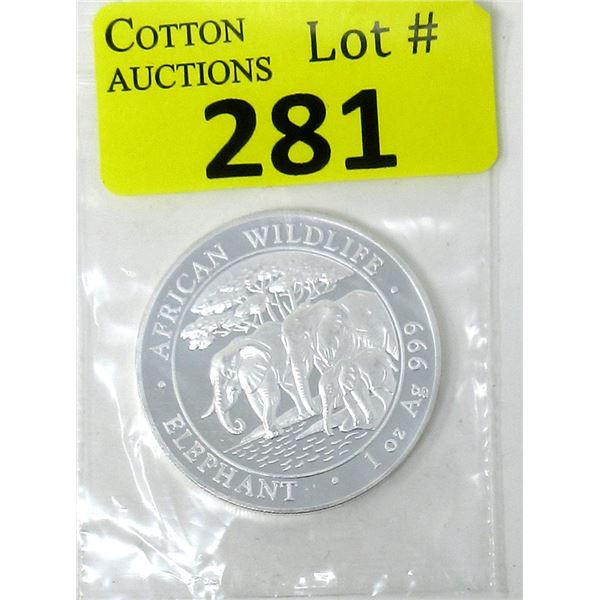 COTTON
AUCTIONS
Lot #
281
· AFRICAN WILDLIFE · 1 oz Ag 999
ELEPHANT ·